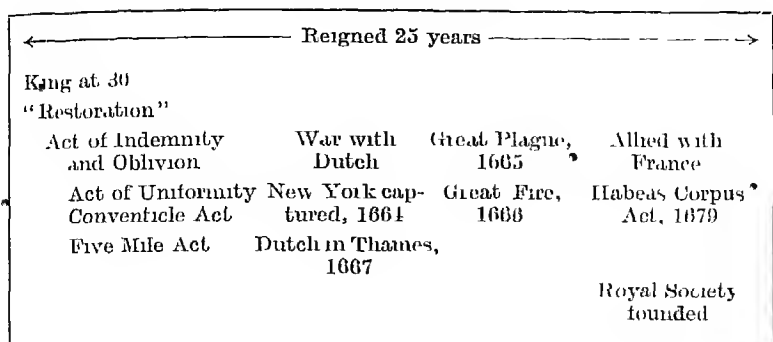 Reigned 25 years
King at 30
"Restoration"
Act of Indemnity War with Great Plague, Allied with
and Oblivion Dutch 1665 France
Act of Uniformity New York cap- Great Fire, Habeas Corpus
Conventicle Act tured, 1664 1666 Act, 1679
Five Mile Act Dutch in Thames,
1667
Royal Society
founded